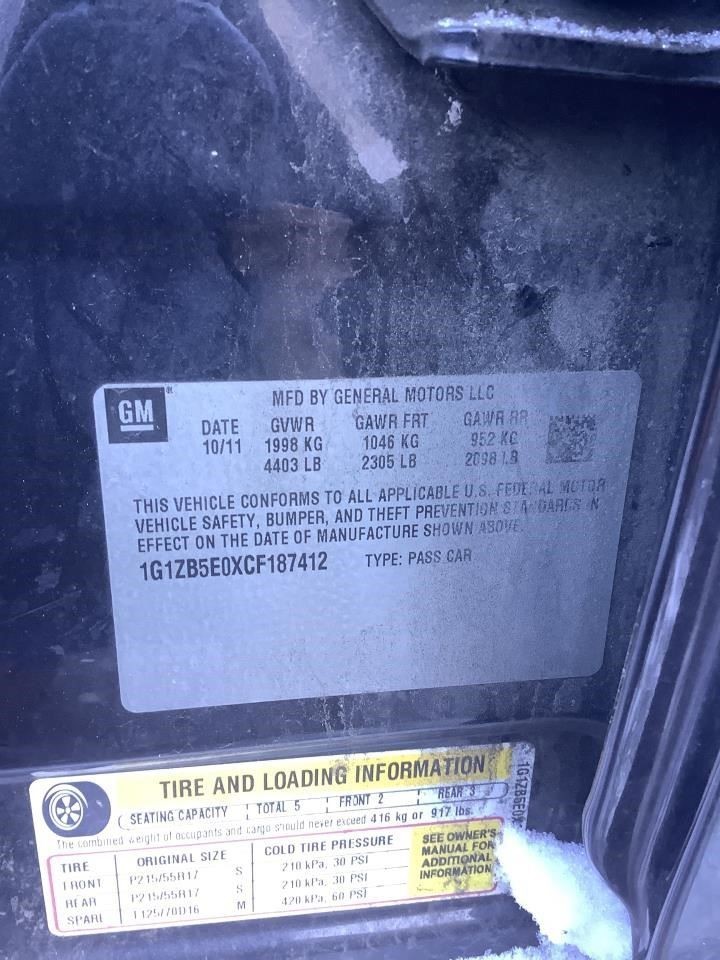 MFD BY GENERAL MOTORS LLC
GM
DATE GVWR GAWR FRT GAWR RR
10/11 1998 KG 1046 KG 952 KG
4403 LB 2305 LB 2098 LB
THIS VEHICLE CONFORMS TO ALL APPLICABLE U.S. FEDERAL MOTOR
VEHICLE SAFETY, BUMPER, AND THEFT PREVENTION STANDARDS IN
EFFECT ON THE DATE OF MANUFACTURE SHOWN ABOVE.
1G1ZB5E0XCF187412 TYPE: PASS CAR
TIRE AND LOADING INFORMATION
SEATING CAPACITY TOTAL 5 FRONT 2 REAR 3
The combined weight of occupants and cargo should never exceed 416 kg or 917 lbs.
TIRE ORIGINAL SIZE COLD TIRE PRESSURE
FRONT P215/55R17 S 210 kPa, 30 PSI
REAR P215/55R17 S 210 kPa, 30 PSI
SPARE T125/70D16 M 420 kPa, 60 PSI
SEE OWNER'S
MANUAL FOR
ADDITIONAL
INFORMATION
1G1ZB5E0